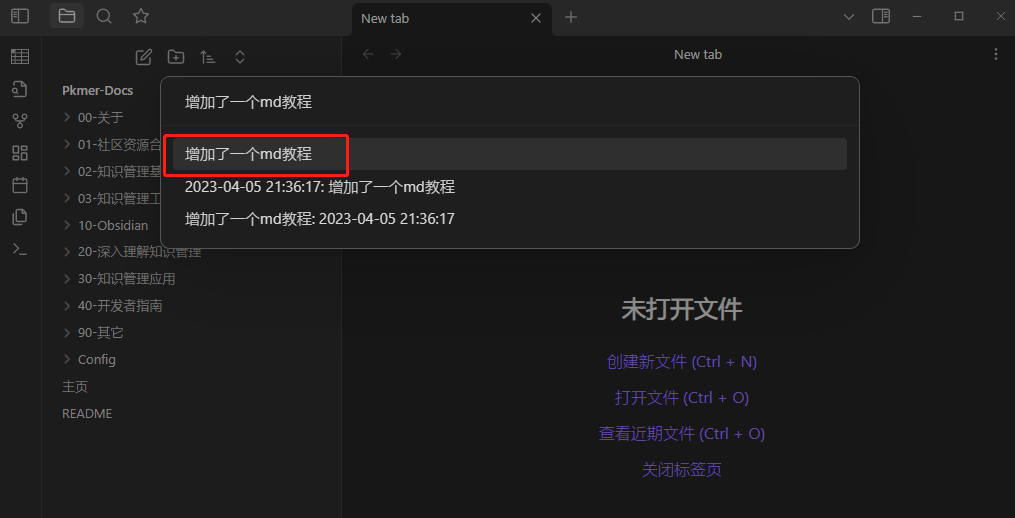 New tab
New tab
Pkmer-Docs
00-关于
01-社区资源合
02-知识管理基
03-知识管理工
10-Obsidian
20-深入理解知识管理
30-知识管理应用
40-开发者指南
90-其它
Config
主页
README
增加了一个md教程
增加了一个md教程
2023-04-05 21:36:17: 增加了一个md教程
增加了一个md教程: 2023-04-05 21:36:17
未打开文件
创建新文件 (Ctrl + N)
打开文件 (Ctrl + O)
查看近期文件 (Ctrl + O)
关闭标签页